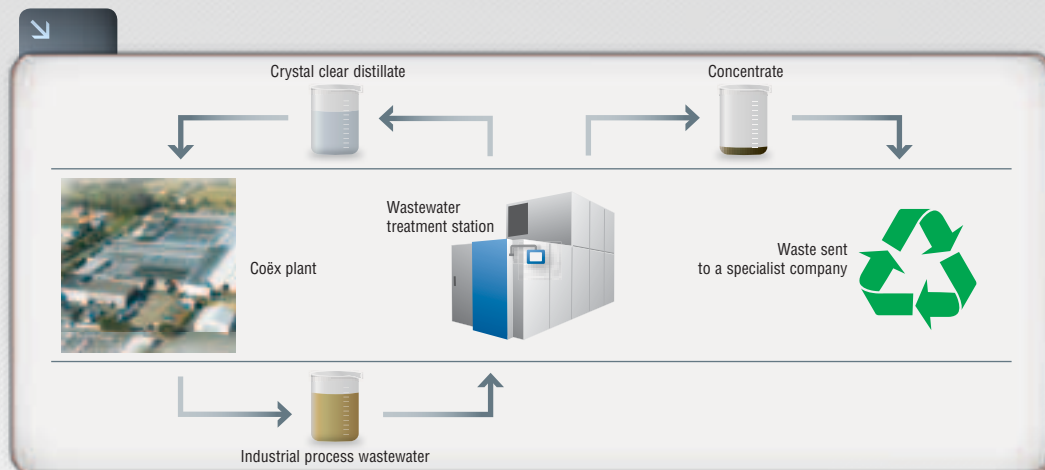 Crystal clear distillate
Concentrate
Wastewater
treatment station
Coëx plant
Waste sent
to a specialist company
Industrial process wastewater